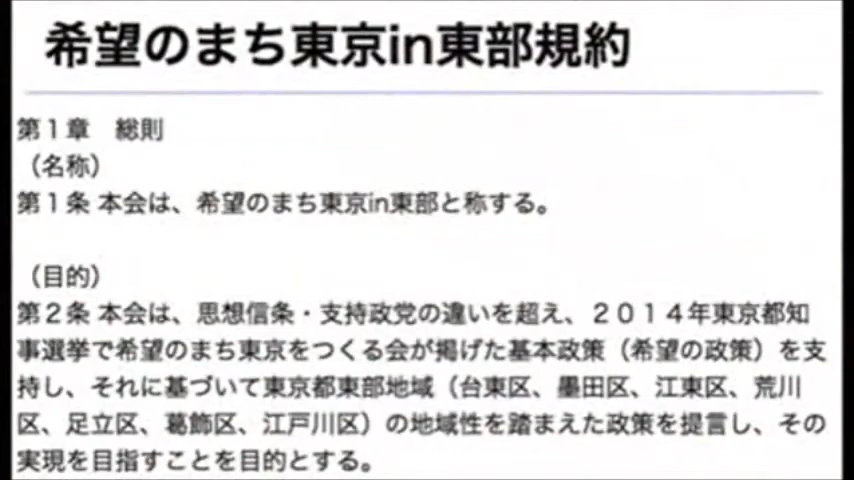 希望のまち東京in東部規約
第１章　総則
（名称）
第１条 本会は、希望のまち東京in東部と称する。
（目的）
第２条 本会は、思想信条・支持政党の違いを超え、２０１４年東京都知
事選挙で希望のまち東京をつくる会が掲げた基本政策（希望の政策）を支
持し、それに基づいて東京都東部地域（台東区、墨田区、江東区、荒川
区、足立区、葛飾区、江戸川区）の地域性を踏まえた政策を提言し、その
実現を目指すことを目的とする。